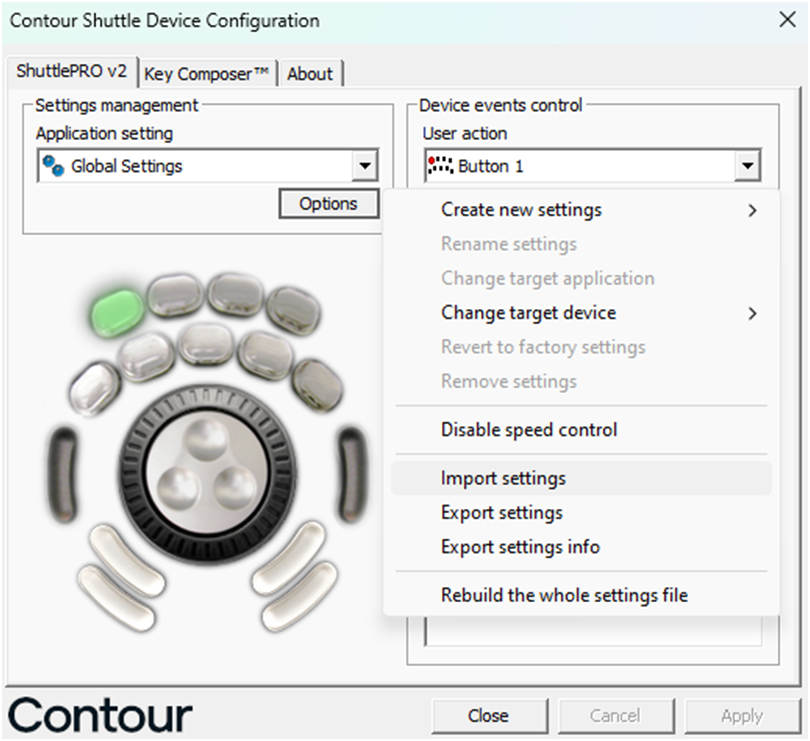 Contour Shuttle Device Configuration
ShuttlePRO v2
Key Composer™
About
Settings management
Application setting
Global Settings
Options
Device events control
User action
Button 1
Create new settings
Rename settings
Change target application
Change target device
Revert to factory settings
Remove settings
Disable speed control
Import settings
Export settings
Export settings info
Rebuild the whole settings file
Contour
Close
Cancel
Apply